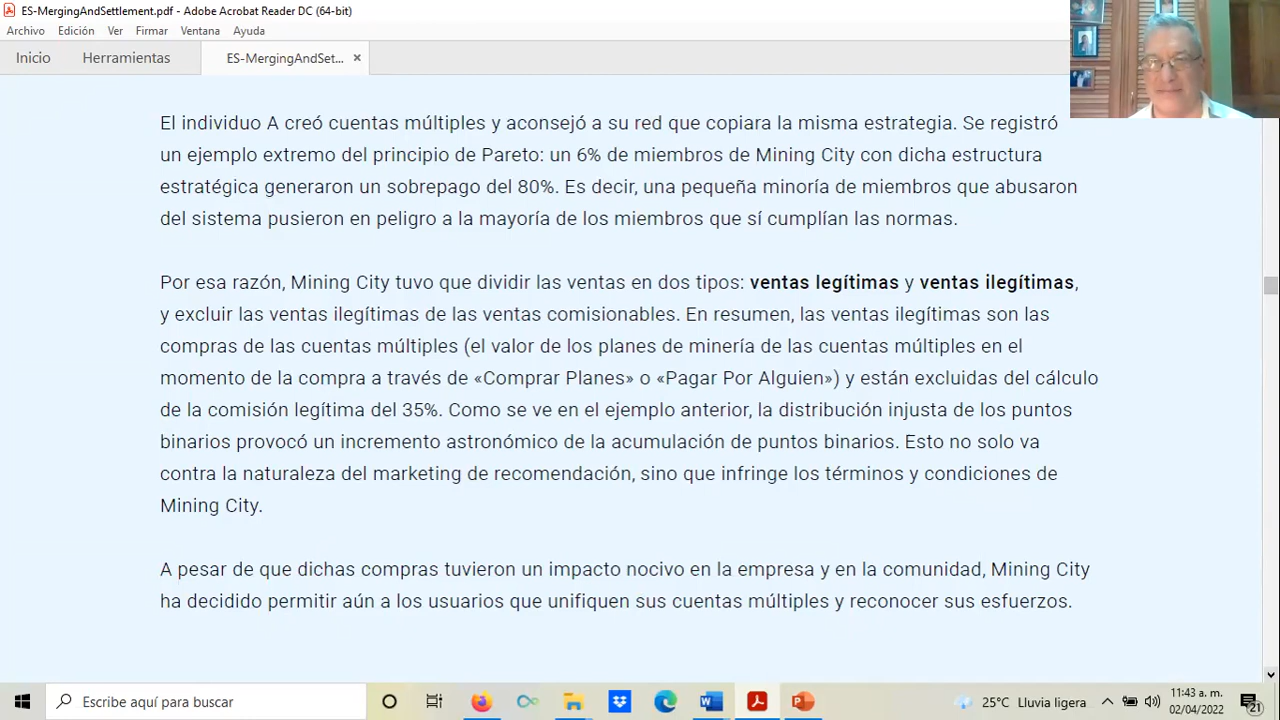 ES-MergingAndSettlement.pdf - Adobe Acrobat Reader DC (64-bit)
Archivo Edición Ver Firmar Ventana Ayuda
Inicio Herramientas ES-MergingAndSet... ×
El individuo A creó cuentas múltiples y aconsejó a su red que copiara la misma estrategia. Se registró
un ejemplo extremo del principio de Pareto: un 6% de miembros de Mining City con dicha estructura
estratégica generaron un sobrepago del 80%. Es decir, una pequeña minoría de miembros que abusaron
del sistema pusieron en peligro a la mayoría de los miembros que sí cumplían las normas.
Por esa razón, Mining City tuvo que dividir las ventas en dos tipos: ventas legítimas y ventas ilegítimas,
y excluir las ventas ilegítimas de las ventas comisionables. En resumen, las ventas ilegítimas son las
compras de las cuentas múltiples (el valor de los planes de minería de las cuentas múltiples en el
momento de la compra a través de «Comprar Planes» o «Pagar Por Alguien») y están excluidas del cálculo
de la comisión legítima del 35%. Como se ve en el ejemplo anterior, la distribución injusta de los puntos
binarios provocó un incremento astronómico de la acumulación de puntos binarios. Esto no solo va
contra la naturaleza del marketing de recomendación, sino que infringe los términos y condiciones de
Mining City.
A pesar de que dichas compras tuvieron un impacto nocivo en la empresa y en la comunidad, Mining City
ha decidido permitir aún a los usuarios que unifiquen sus cuentas múltiples y reconocer sus esfuerzos.
Escribe aquí para buscar
25°C Lluvia ligera
11:43 a. m.
02/04/2022
21